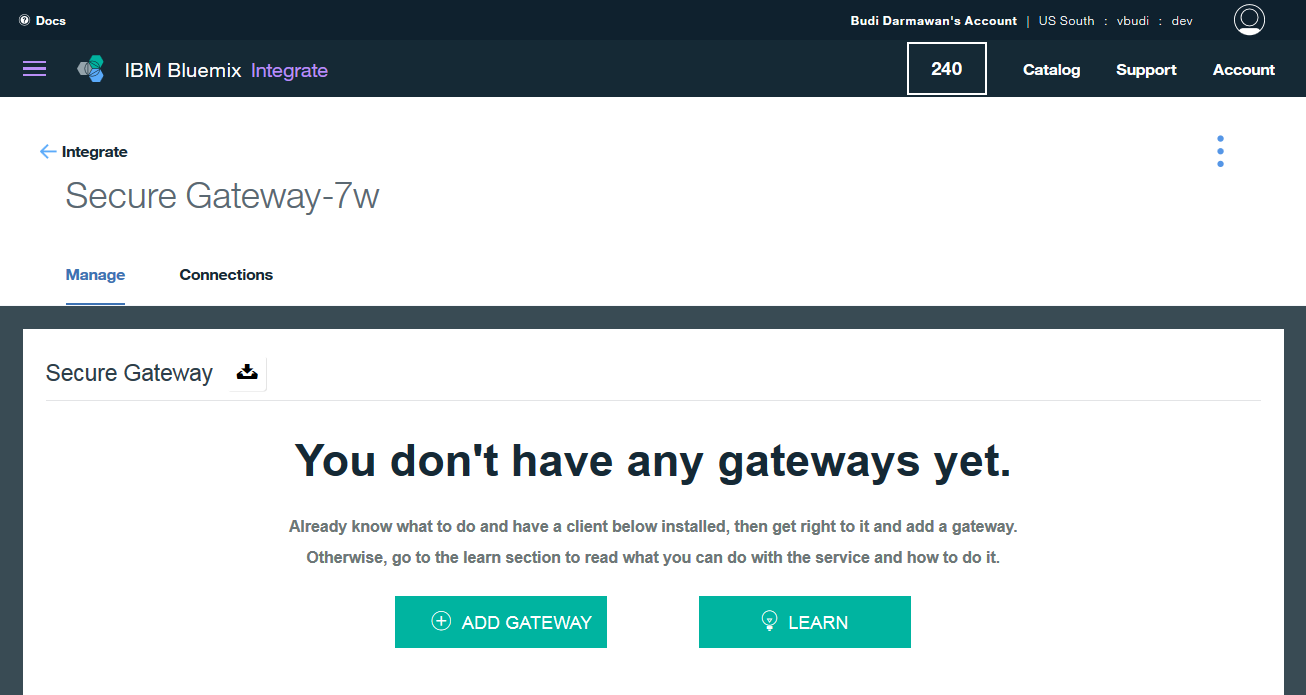 Docs
Budi Darmawan's Account | US South : vbudi : dev
IBM Bluemix Integrate
240
Catalog
Support
Account
Integrate
Secure Gateway-7w
Manage
Connections
Secure Gateway
You don't have any gateways yet.
Already know what to do and have a client below installed, then get right to it and add a gateway.
Otherwise, go to the learn section to read what you can do with the service and how to do it.
ADD GATEWAY
LEARN